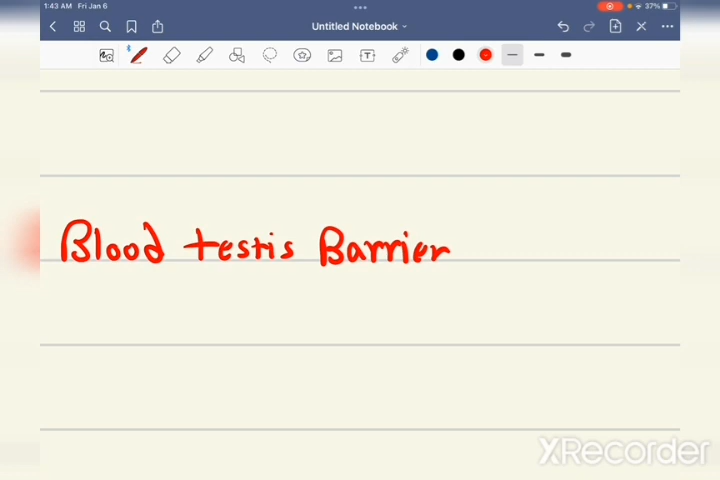 1:43 AM Fri Jan 6 37%
Untitled Notebook
Blood testis Barrier
XRecorder